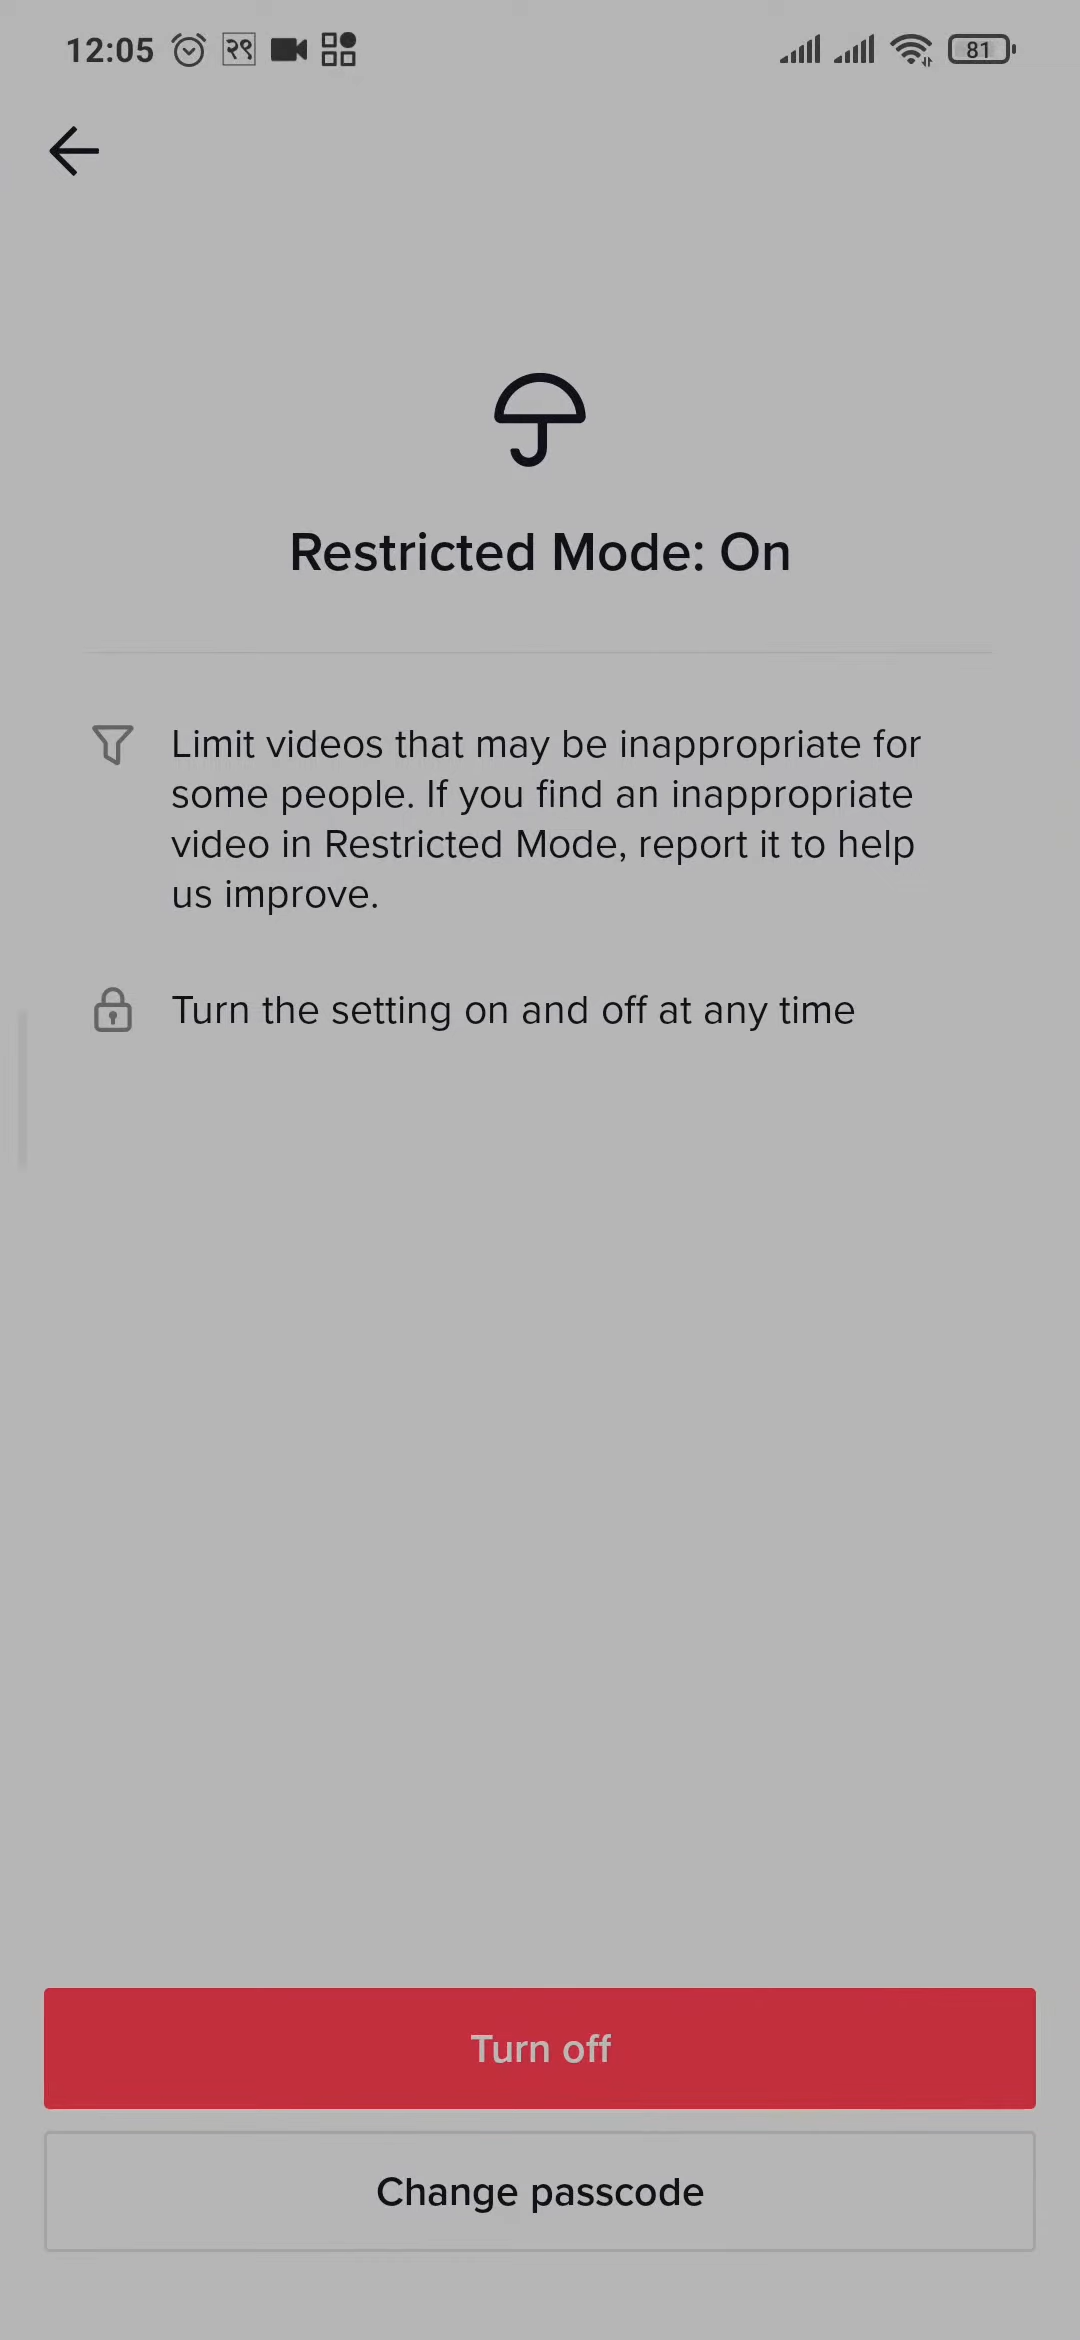 12:05 २९ 81
Restricted Mode: On
Limit videos that may be inappropriate for
some people. If you find an inappropriate
video in Restricted Mode, report it to help
us improve.
Turn the setting on and off at any time
Turn off
Change passcode